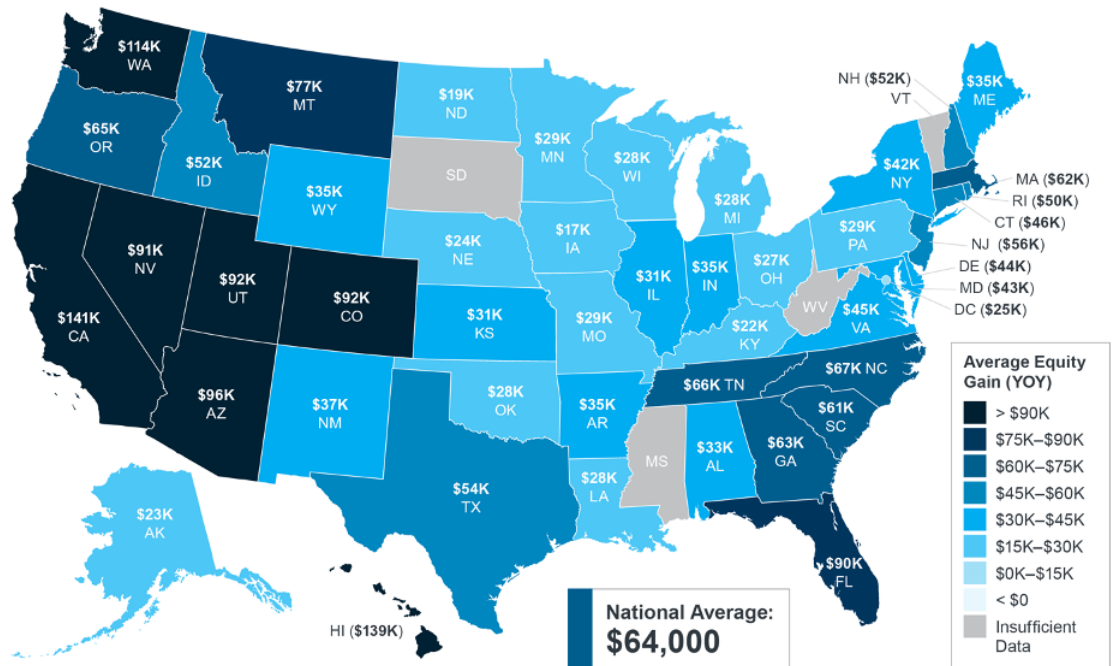 $114K
WA
$77K
MT
$19K
ND
$65K
OR
$52K
ID
$35K
WY
SD
$29K
MN
$28K
WI
$28K
MI
NH ($52K)
VT
$35K
ME
$42K
NY
MA ($62K)
RI ($50K)
CT ($46K)
NJ ($56K)
DE ($44K)
MD ($43K)
DC ($25K)
$91K
NV
$92K
UT
$92K
CO
$24K
NE
$17K
IA
$31K
IL
$35K
IN
$27K
OH
$29K
PA
WV
$45K
VA
$141K
CA
$31K
KS
$29K
MO
$22K
KY
$96K
AZ
$37K
NM
$28K
OK
$35K
AR
$66K TN
$67K NC
$61K
SC
MS
$33K
AL
$63K
GA
$54K
TX
$28K
LA
$90K
FL
$23K
AK
HI ($139K)
National Average:
$64,000
Average Equity
Gain (YOY)
> $90K
$75K–$90K
$60K–$75K
$45K–$60K
$30K–$45K
$15K–$30K
$0K–$15K
< $0
Insufficient
Data